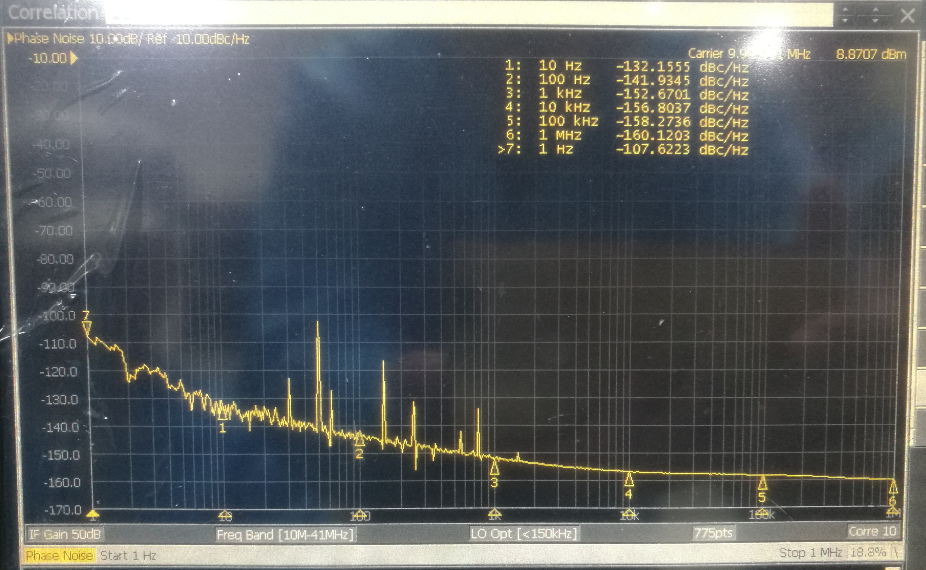 Correlation
Phase Noise 10.00dB/ Ref -10.00dBc/Hz
Carrier MHz 8.8707 dBm
1: 10 Hz -132.1555 dBc/Hz
2: 100 Hz -141.9345 dBc/Hz
3: 1 kHz -152.6701 dBc/Hz
4: 10 kHz -156.8037 dBc/Hz
5: 100 kHz -158.2736 dBc/Hz
6: 1 MHz -160.1203 dBc/Hz
>7: 1 Hz -107.6223 dBc/Hz
-10.00
-40.00
-50.00
-60.00
-70.00
-80.00
-90.00
-100.0
-110.0
-120.0
-130.0
-140.0
-150.0
-160.0
-170.0
7
1
2
3
4
5
6
1 10 100 1k 10k 100k 1M
IF Gain 50dB Freq Band [10M-41MHz] LO Opt [<150kHz] 775pts Corre 10
Phase Noise Start 1 Hz Stop 1 MHz 18.8%